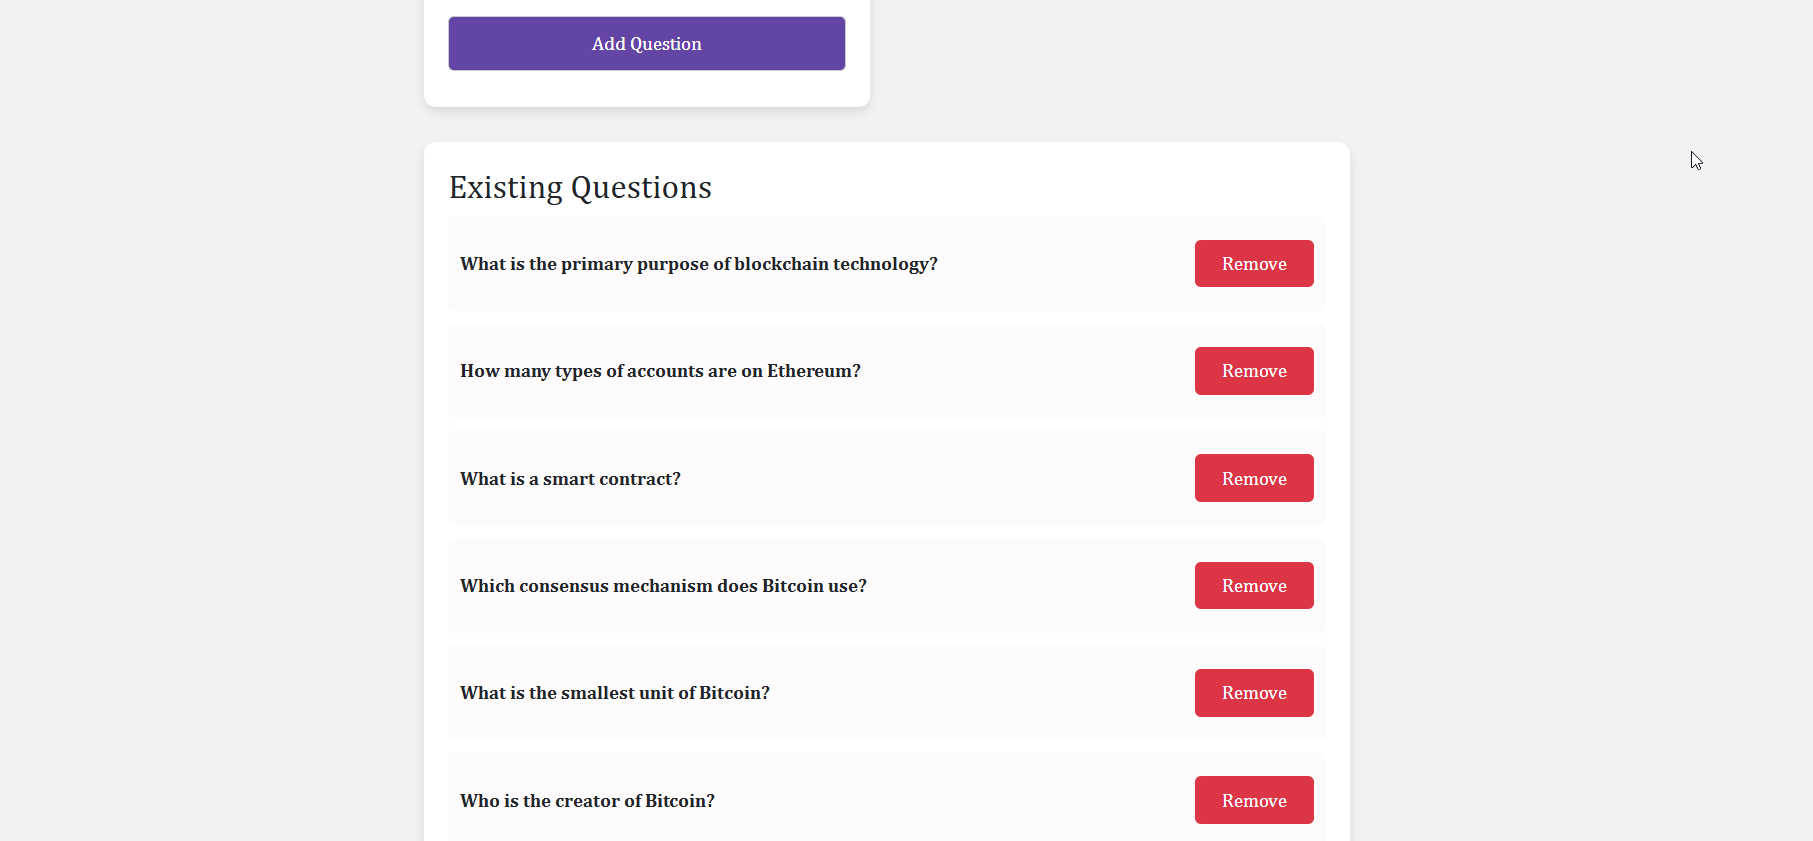 Add Question
Existing Questions
What is the primary purpose of blockchain technology?
Remove
How many types of accounts are on Ethereum?
Remove
What is a smart contract?
Remove
Which consensus mechanism does Bitcoin use?
Remove
What is the smallest unit of Bitcoin?
Remove
Who is the creator of Bitcoin?
Remove